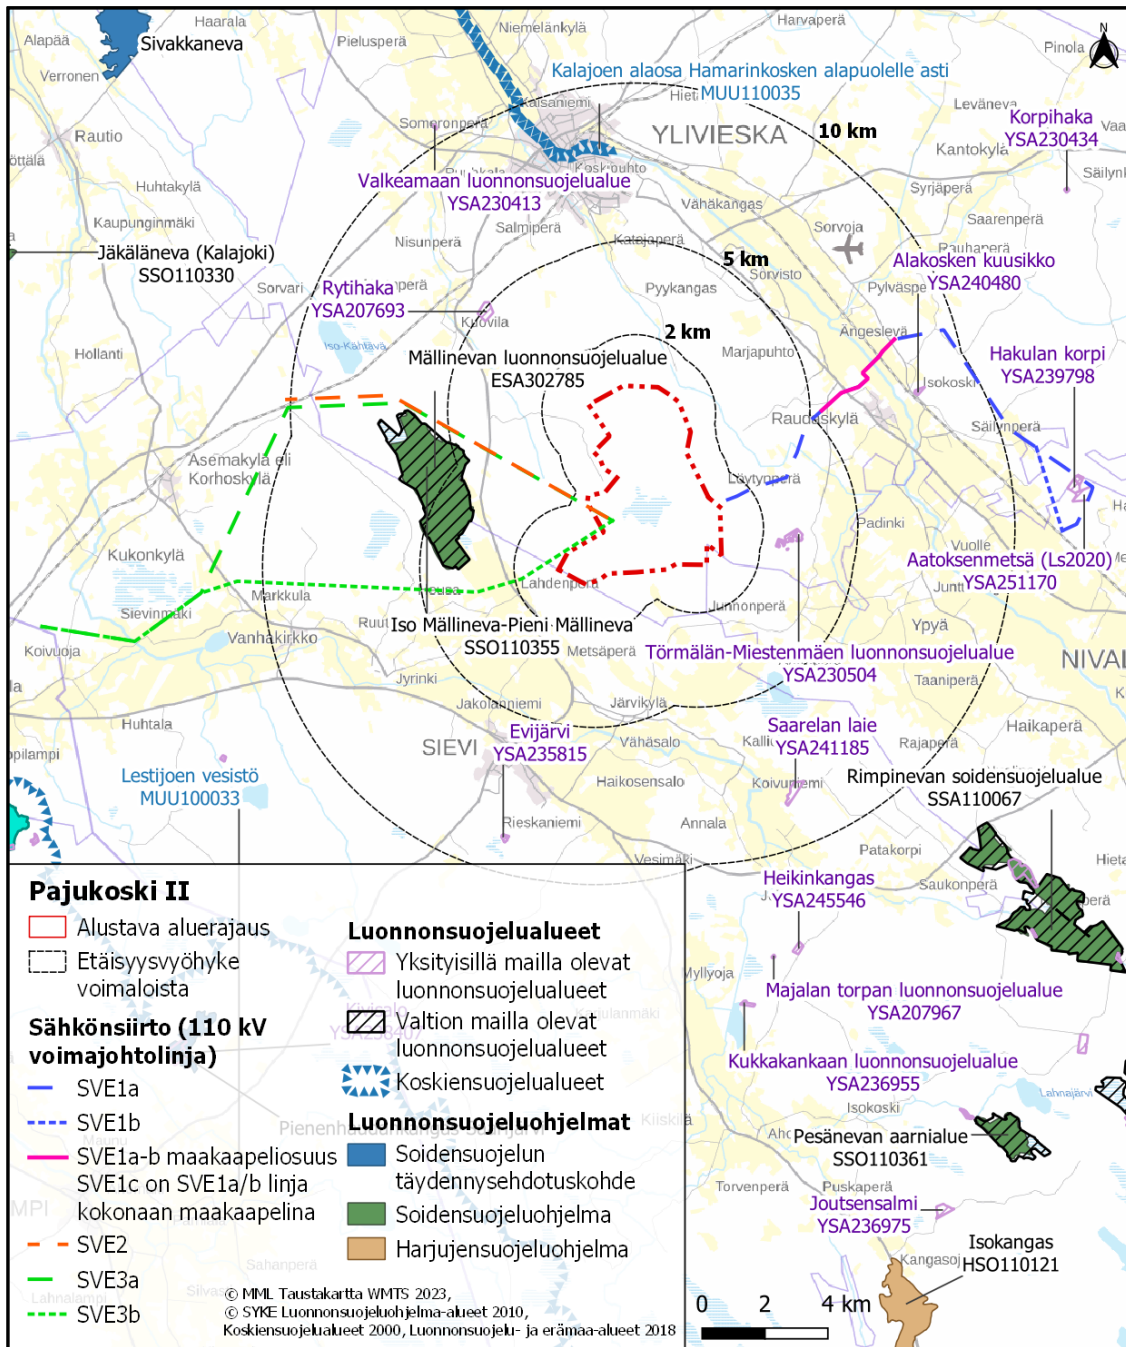 Haarala
Alapää
Sivakkaneva
Verronen
Pielusperä
Niemelänkylä
Harvaperä
Pinola
N
Kalajoen alaosa Hamarinkosken alapuolelle asti
MUU110035
Kaisaniemi
Leväneva
Rautio
Someronperä
YLIVIESKA
10 km
Korpihaka
YSA230434
Kantokylä
Koskipuhto
Huhtakylä
Valkeamaan luonnonsuojelualue
YSA230413
Vähäkangas
Syrjäperä
Kaupunginmäki
Salmiperä
Saarenperä
Nisunperä
Katajaperä
Sorvoja
Rauhaperä
Jäkäläneva (Kalajoki)
SSO110330
5 km
Sorvisto
Alakosken kuusikko
YSA240480
Sorvari
Rytihaka
YSA207693
Pyykangas
Kuovila
Ängeslevä
2 km
Iso-Kähtävä
Hollanti
Mällinevan luonnonsuojelualue
ESA302785
Marjapuhto
Hakulan korpi
YSA239798
Isokoski
Raudaskylä
Säilynperä
Asemakylä eli
Korhoskylä
Löytynperä
Padinki
Kukonkylä
Vuolle
Aatoksenmetsä (Ls2020)
YSA251170
Lahdenperä
Markkula
Sievinmäki
Junnonperä
Iso Mällineva-Pieni Mällineva
SSO110355
Ypyä
Vanhakirkko
Koivuoja
Metsäperä
Törmälän-Miestenmäen luonnonsuojelualue
YSA230504
NIVAL
Jyrinki
Taaniperä
Jakolanniemi
Järvikylä
Huhtala
Evijärvi
YSA235815
Saarelan laie
YSA241185
Haikaperä
SIEVI
Vähäsalo
Rajaperä
Lestijoen vesistö
MUU100033
Haikosensalo
Koivuniemi
Rimpinevan soidensuojelualue
SSA110067
Rieskaniemi
Annala
Vesimäki
Patakorpi
Saukonperä
Heikinkangas
YSA245546
Myllyoja
Majalan torpan luonnonsuojelualue
YSA207967
Kukkakankaan luonnonsuojelualue
YSA236955
Lahnajärvi
Isokoski
Pesänevan aarnialue
SSO110361
Torvenperä
Puskaperä
Joutsensalmi
YSA236975
Isokangas
HSO110121
Pajukoski II
Alustava aluerajaus
Etäisyysvyöhyke
voimaloista
Sähkönsiirto (110 kV
voimajohtolinja)
SVE1a
SVE1b
SVE1a-b maakaapeliosuus
SVE1c on SVE1a/b linja
kokonaan maakaapelina
SVE2
SVE3a
SVE3b
Luonnonsuojelualueet
Yksityisillä mailla olevat
luonnonsuojelualueet
Valtion mailla olevat
luonnonsuojelualueet
Koskiensuojelualueet
Luonnonsuojeluohjelmat
Soidensuojelun
täydennysehdotuskohde
Soidensuojeluohjelma
Harjujensuojeluohjelma
© MML Taustakartta WMTS 2023,
© SYKE Luonnonsuojeluohjelma-alueet 2010,
Koskiensuojelualueet 2000, Luonnonsuojelu- ja erämaa-alueet 2018
0 2 4 km